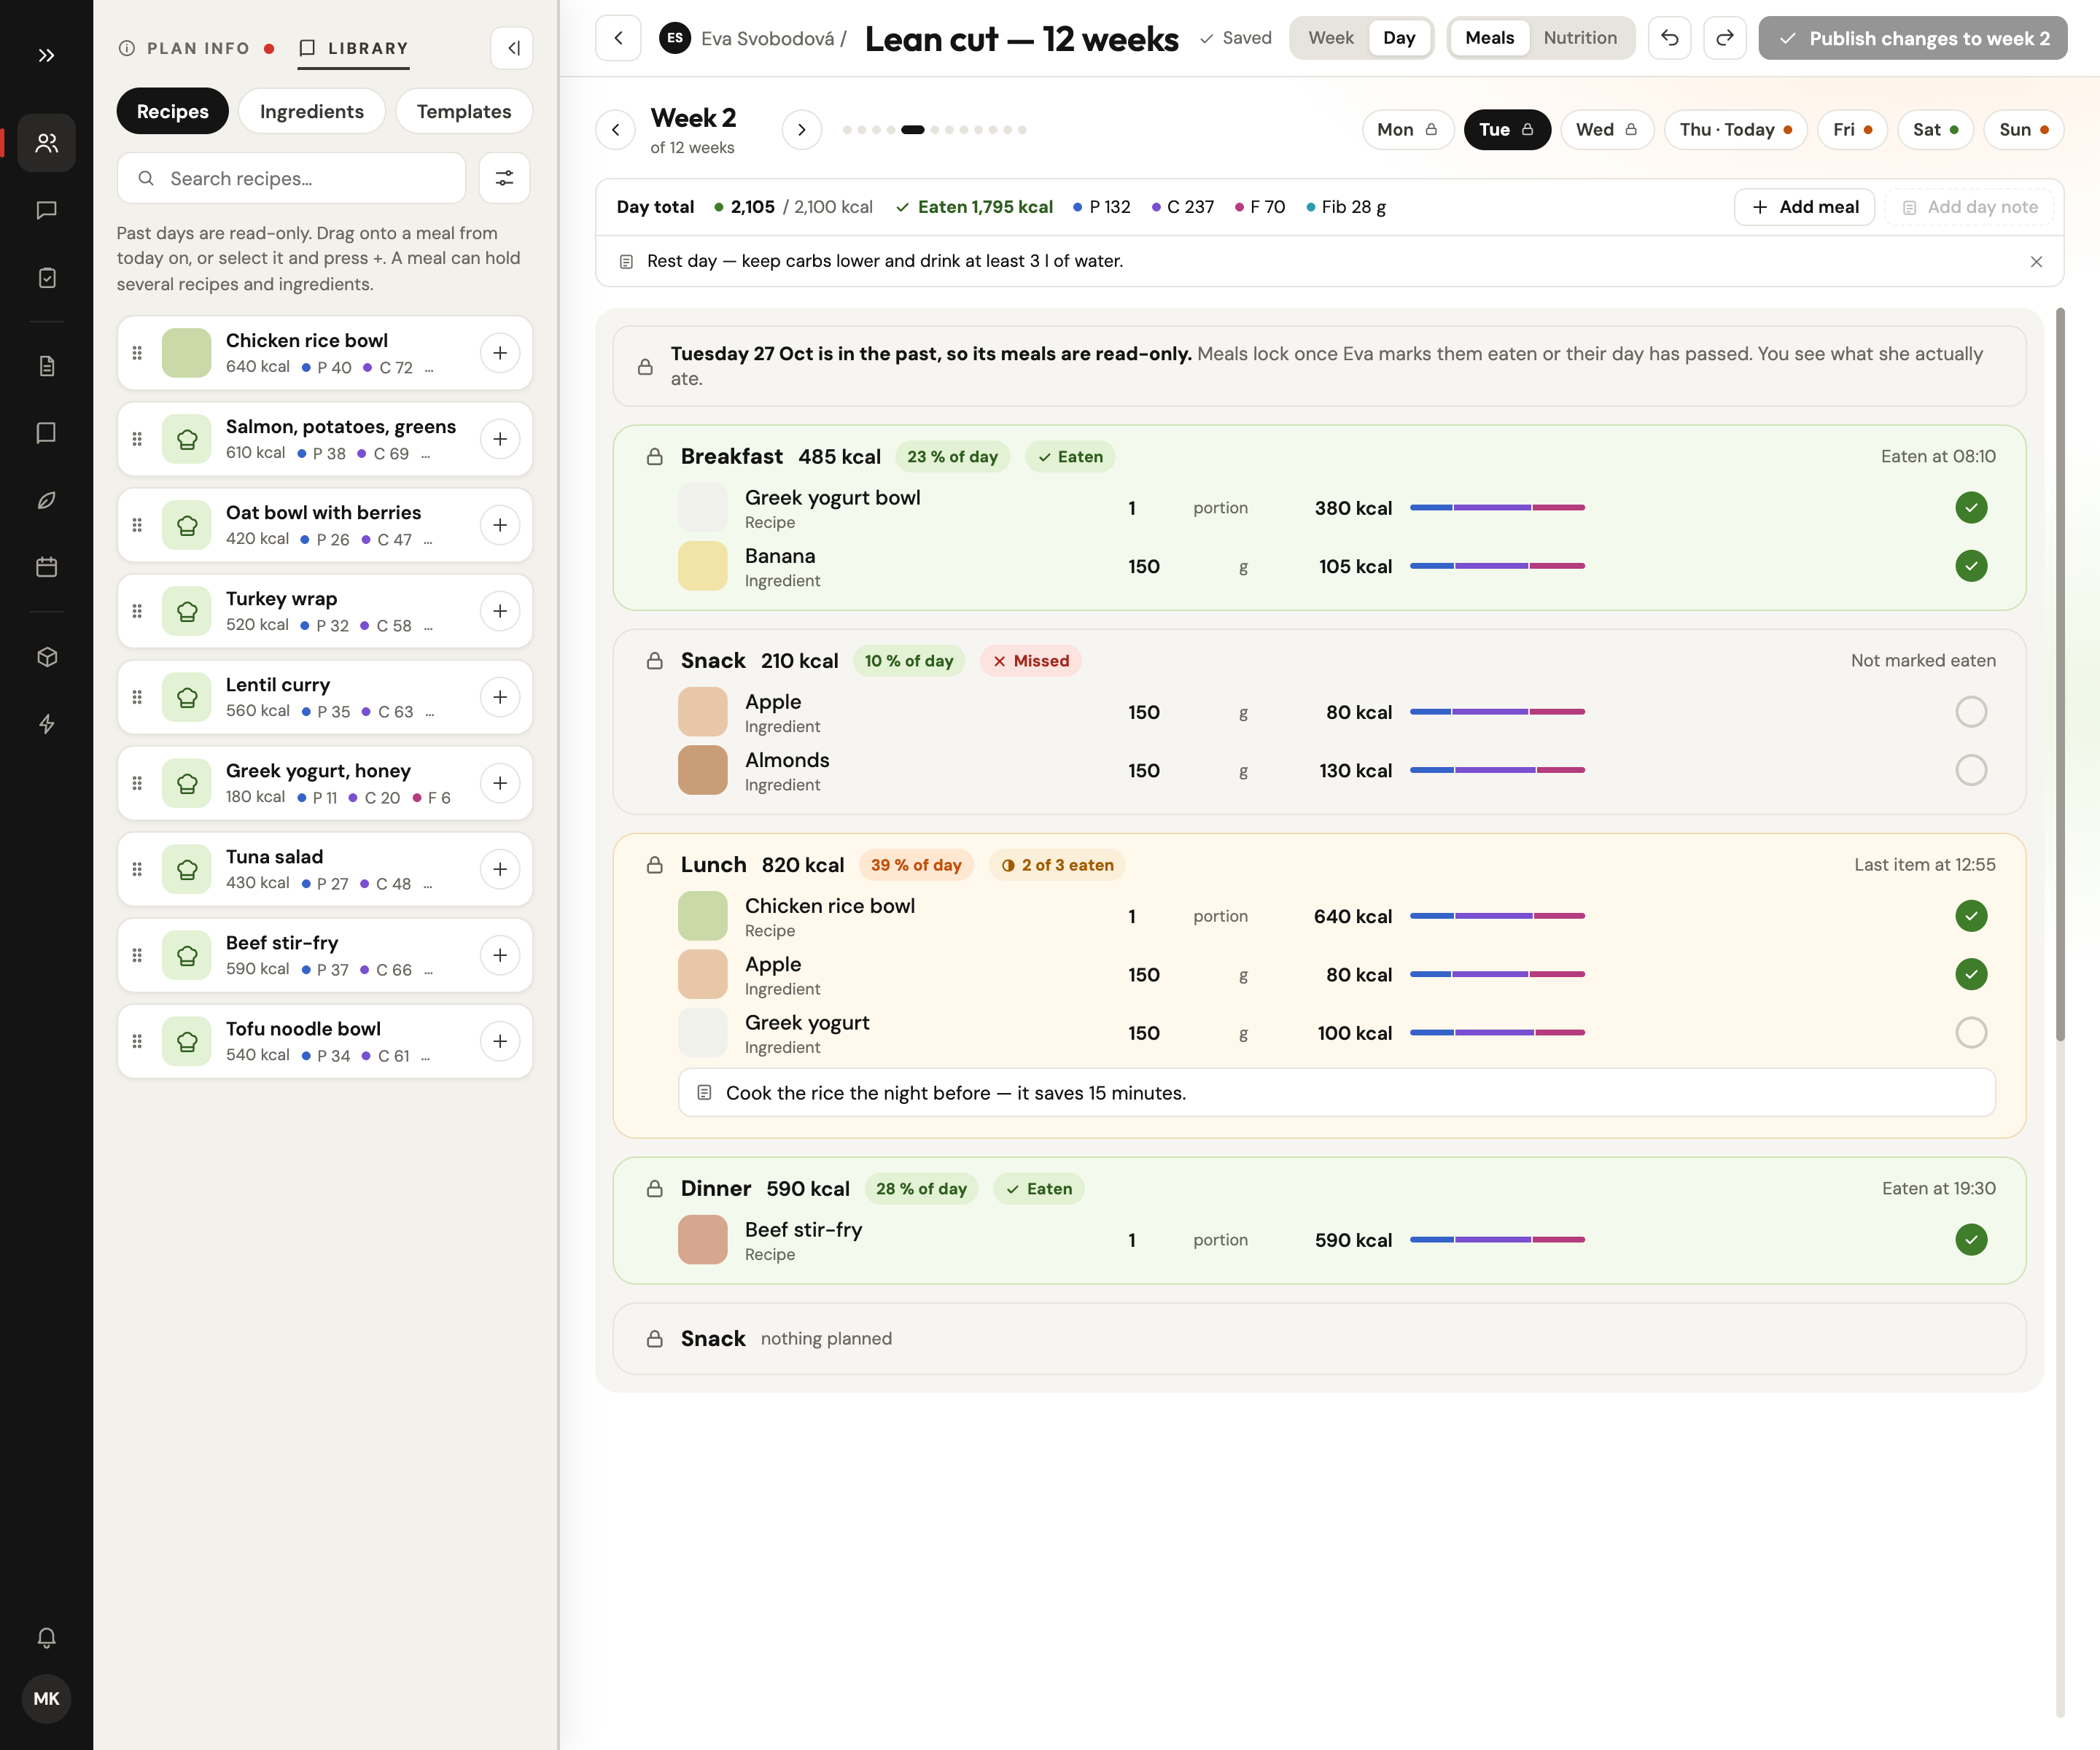 PLAN INFO
LIBRARY
Recipes
Ingredients
Templates
Search recipes...
Past days are read-only. Drag onto a meal from
today on, or select it and press +. A meal can hold
several recipes and ingredients.
Chicken rice bowl
640 kcal P 40 C 72 ...
Salmon, potatoes, greens
610 kcal P 38 C 69 ...
Oat bowl with berries
420 kcal P 26 C 47 ...
Turkey wrap
520 kcal P 32 C 58 ...
Lentil curry
560 kcal P 35 C 63 ...
Greek yogurt, honey
180 kcal P 11 C 20 F 6
Tuna salad
430 kcal P 27 C 48 ...
Beef stir-fry
590 kcal P 37 C 66 ...
Tofu noodle bowl
540 kcal P 34 C 61 ...
MK
ES Eva Svobodová / Lean cut — 12 weeks Saved Week Day Meals Nutrition Publish changes to week 2
Week 2
of 12 weeks
Mon Tue Wed Thu · Today Fri Sat Sun
Day total 2,105 / 2,100 kcal Eaten 1,795 kcal P 132 C 237 F 70 Fib 28 g Add meal Add day note
Rest day — keep carbs lower and drink at least 3 l of water.
Tuesday 27 Oct is in the past, so its meals are read-only. Meals lock once Eva marks them eaten or their day has passed. You see what she actually
ate.
Breakfast 485 kcal 23 % of day Eaten Eaten at 08:10
Greek yogurt bowl
Recipe
1 portion 380 kcal
Banana
Ingredient
150 g 105 kcal
Snack 210 kcal 10 % of day Missed Not marked eaten
Apple
Ingredient
150 g 80 kcal
Almonds
Ingredient
150 g 130 kcal
Lunch 820 kcal 39 % of day 2 of 3 eaten Last item at 12:55
Chicken rice bowl
Recipe
1 portion 640 kcal
Apple
Ingredient
150 g 80 kcal
Greek yogurt
Ingredient
150 g 100 kcal
Cook the rice the night before — it saves 15 minutes.
Dinner 590 kcal 28 % of day Eaten Eaten at 19:30
Beef stir-fry
Recipe
1 portion 590 kcal
Snack nothing planned